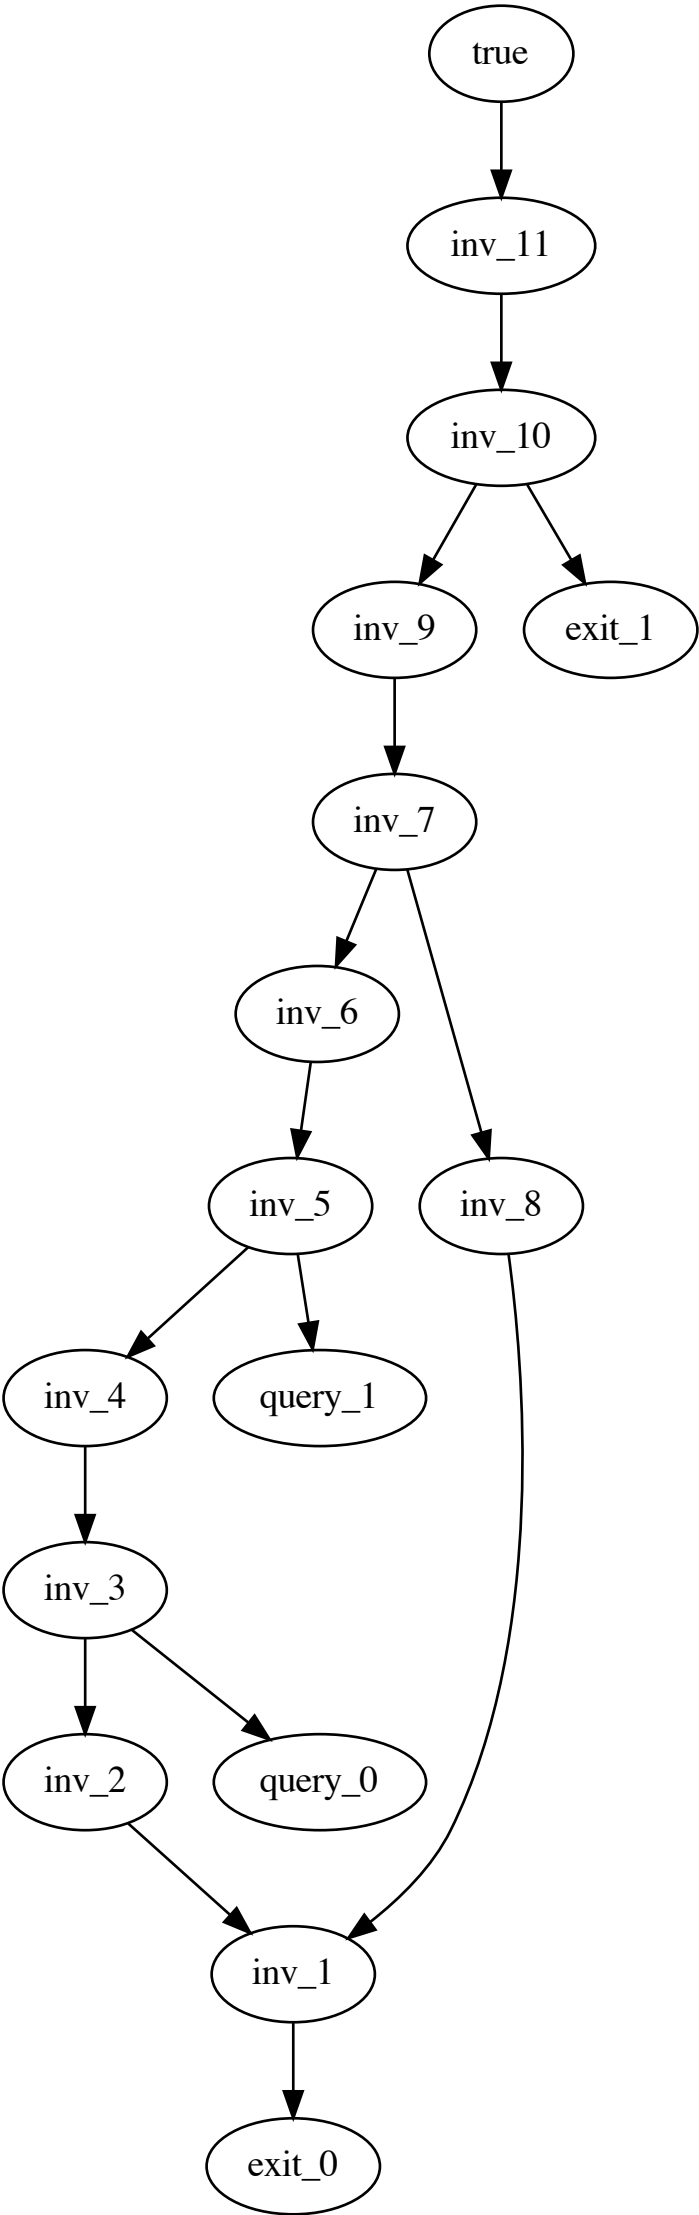 true
inv_11
inv_10
inv_9
exit_1
inv_7
inv_6
inv_5
inv_8
inv_4
query_1
inv_3
inv_2
query_0
inv_1
exit_0